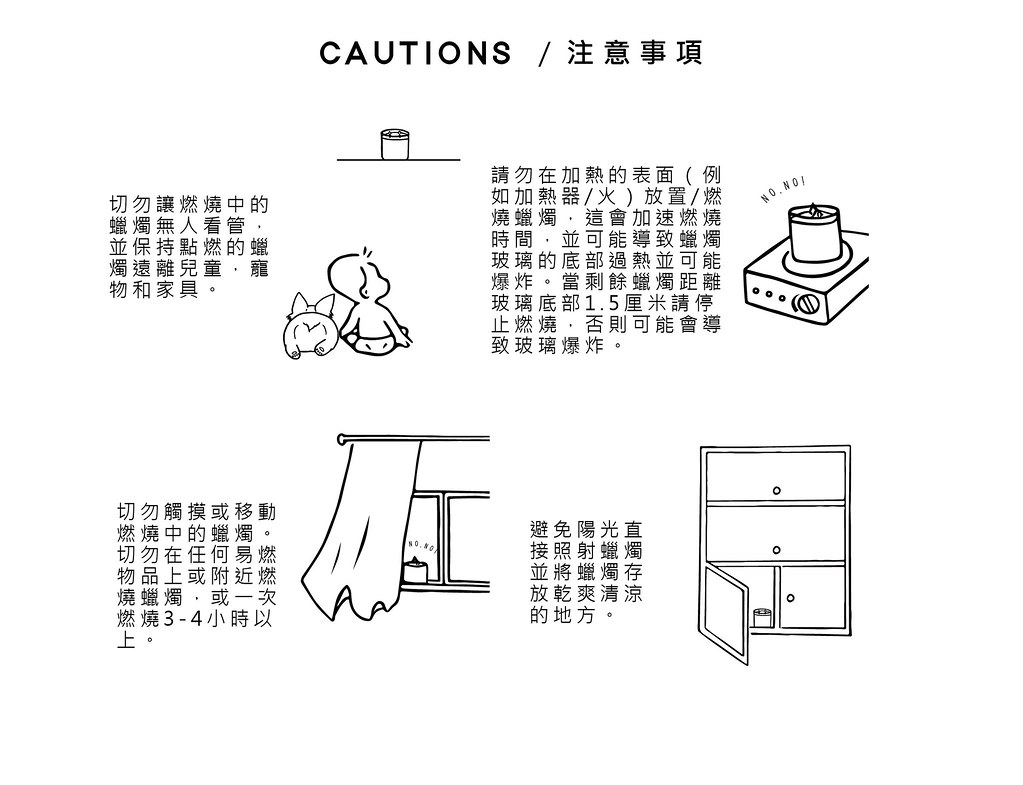 CAUTIONS / 注意事項
切勿讓燃燒中的
蠟燭無人看管，
並保持點燃的蠟
燭遠離兒童，寵
物和家具。
請勿在加熱的表面（例
如加熱器/火）放置/燃
燒蠟燭，這會加速燃燒
時間，並可能導致蠟燭
玻璃的底部過熱並可能
爆炸。當剩餘蠟燭距離
玻璃底部1.5厘米請停
止燃燒，否則可能會導
致玻璃爆炸。
NO.NO!
切勿觸摸或移動
燃燒中的蠟燭。
切勿在任何易燃
物品上或附近燃
燒蠟燭，或一次
燃燒3-4小時以
上。
NO.NO!
避免陽光直
接照射蠟燭
並將蠟燭存
放乾爽清涼
的地方。